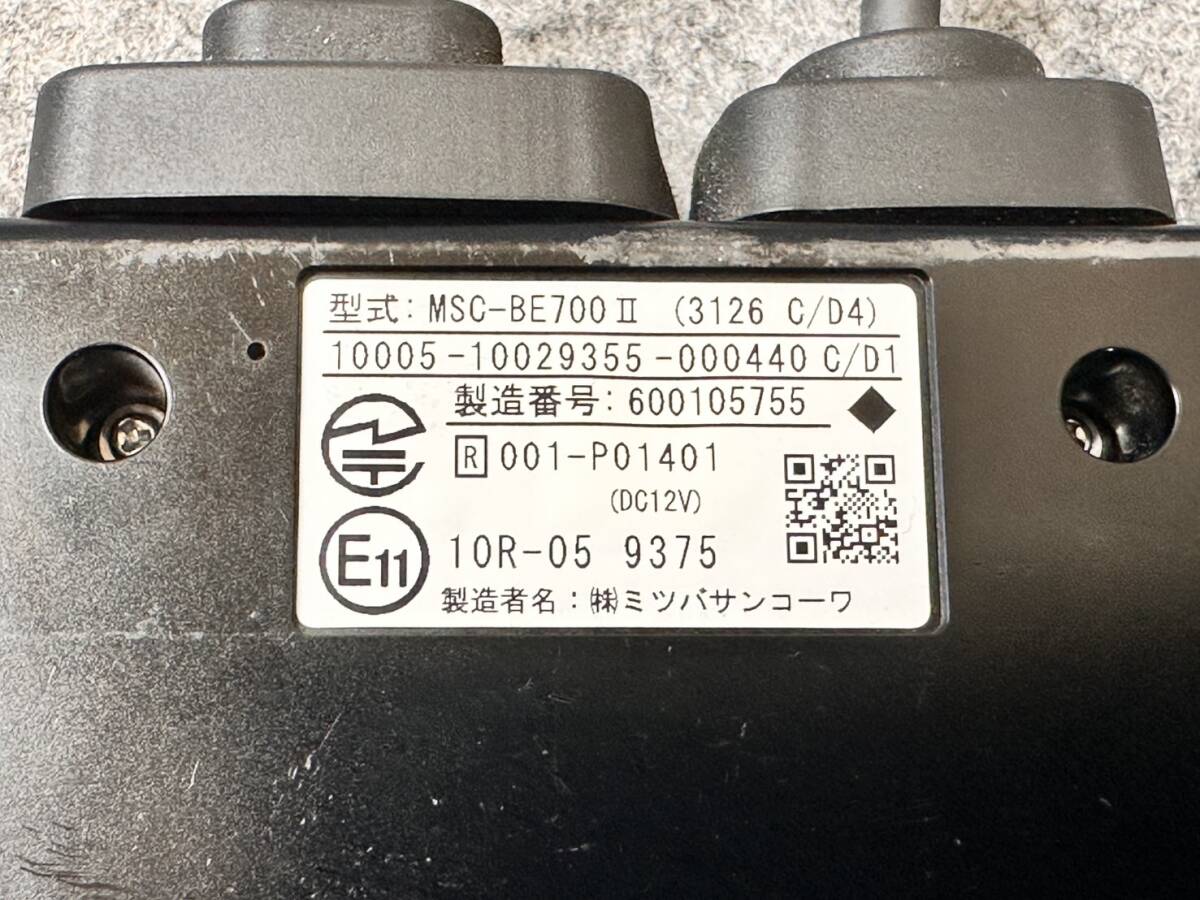 型式: MSC-BE700Ⅱ (3126 C/D4)
10005-10029355-000440 C/D1
製造番号: 600105755
R 001-P01401
(DC12V)
E11 10R-05 9375
製造者名:㈱ミツバサンコーワ